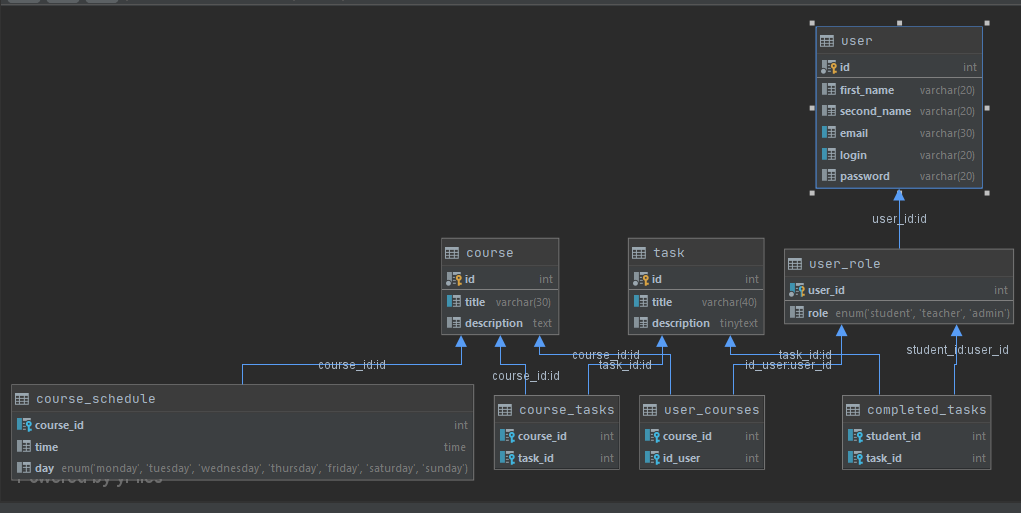 user
id int
first_name varchar(20)
second_name varchar(20)
email varchar(30)
login varchar(20)
password varchar(20)
user_id:id
course
id int
title varchar(30)
description text
task
id int
title varchar(40)
description tinytext
user_role
user_id int
role enum('student', 'teacher', 'admin')
course_id:id
course_id:id
course_id:id
task_id:id
task_id:id
id_user:user_id
student_id:user_id
course_schedule
course_id int
time time
day enum('monday', 'tuesday', 'wednesday', 'thursday', 'friday', 'saturday', 'sunday')
course_tasks
course_id int
task_id int
user_courses
course_id int
id_user int
completed_tasks
student_id int
task_id int
Powered by yFiles